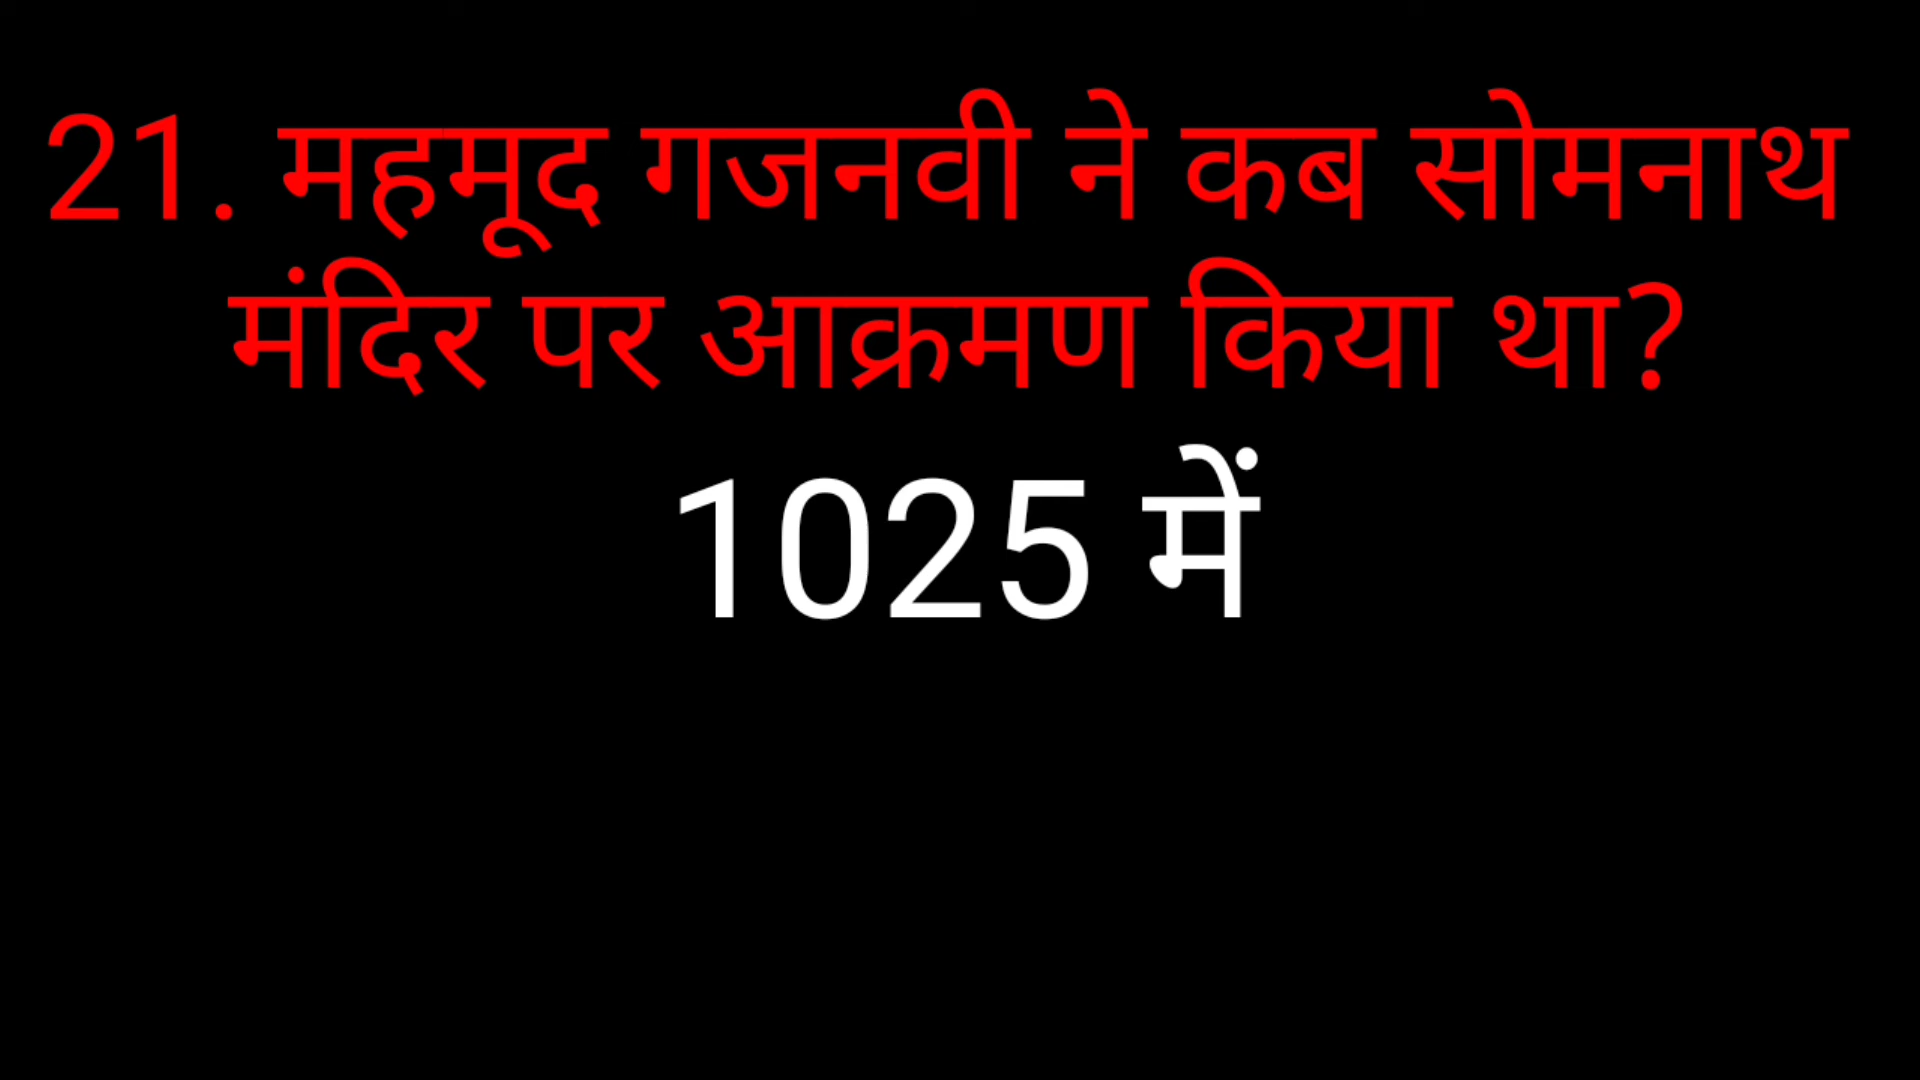 21. महमूद गजनवी ने कब सोमनाथ
मंदिर पर आक्रमण किया था?
1025 में